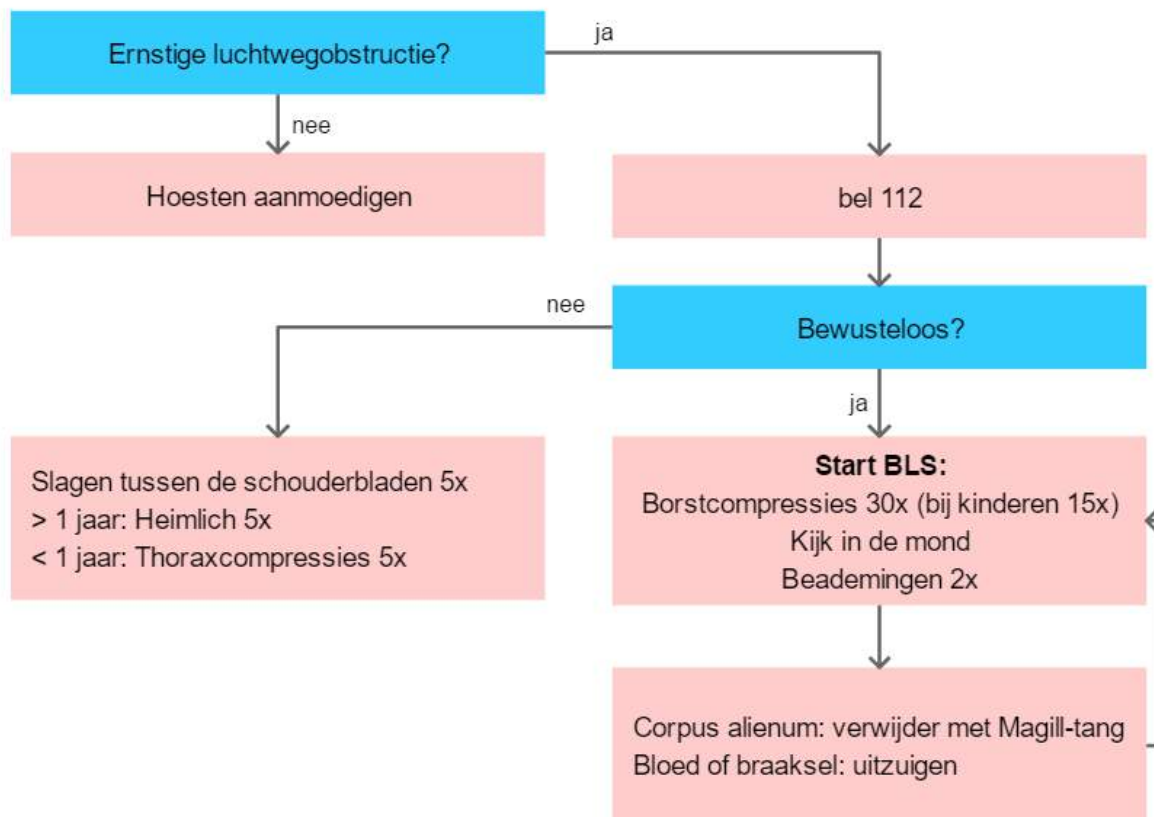 Ernstige luchtwegobstructie?
ja
nee
Hoesten aanmoedigen
bel 112
nee
Bewusteloos?
ja
Slagen tussen de schouderbladen 5x
> 1 jaar: Heimlich 5x
< 1 jaar: Thoraxcompressies 5x
Start BLS:
Borstcompressies 30x (bij kinderen 15x)
Kijk in de mond
Beademingen 2x
Corpus alienum: verwijder met Magill-tang
Bloed of braaksel: uitzuigen